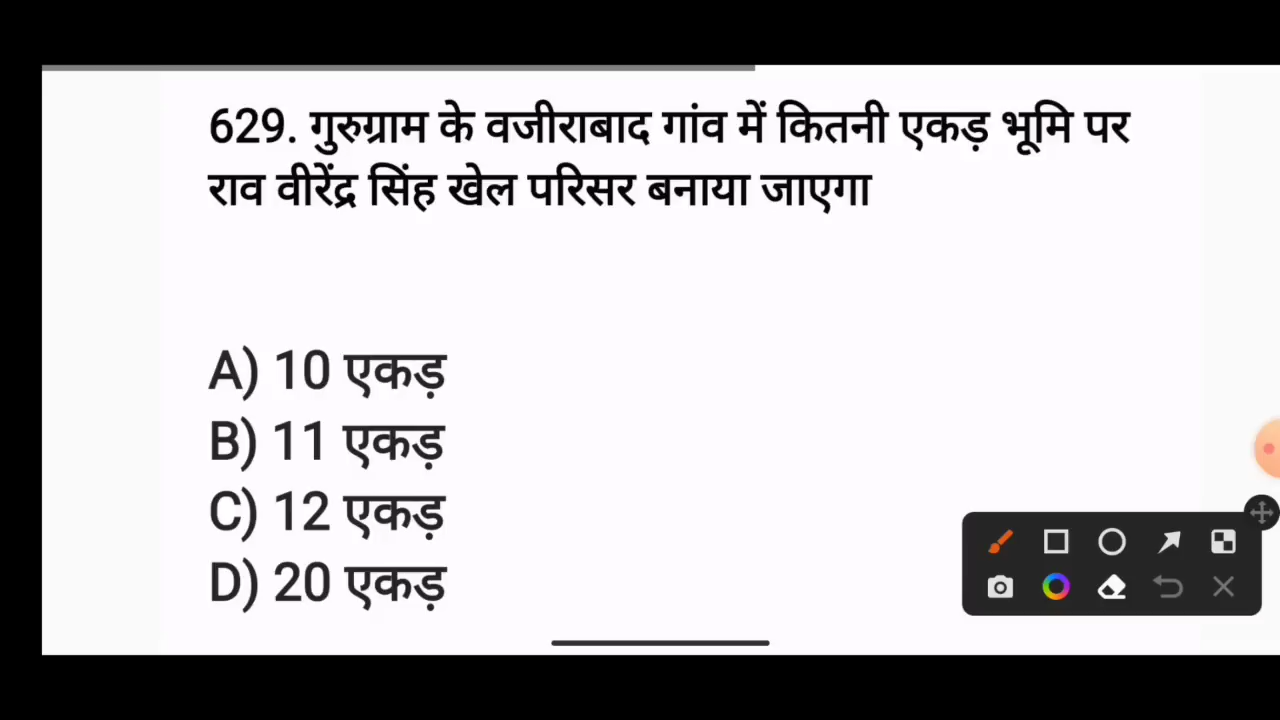 629. गुरुग्राम के वजीराबाद गांव में कितनी एकड़ भूमि पर
राव वीरेंद्र सिंह खेल परिसर बनाया जाएगा
A) 10 एकड़
B) 11 एकड़
C) 12 एकड़
D) 20 एकड़